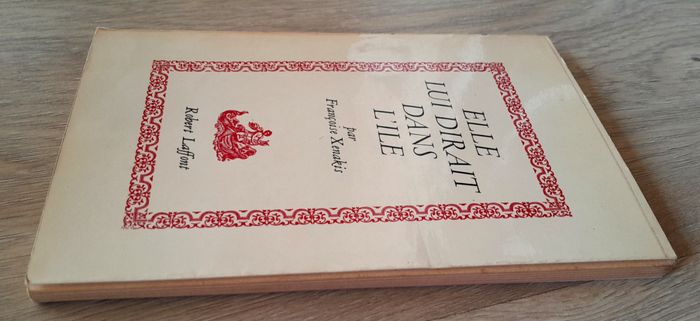 ELLE
LUI DIRAIT
DANS
L'ILE
par
Françoise Xenakis
Robert Laffont